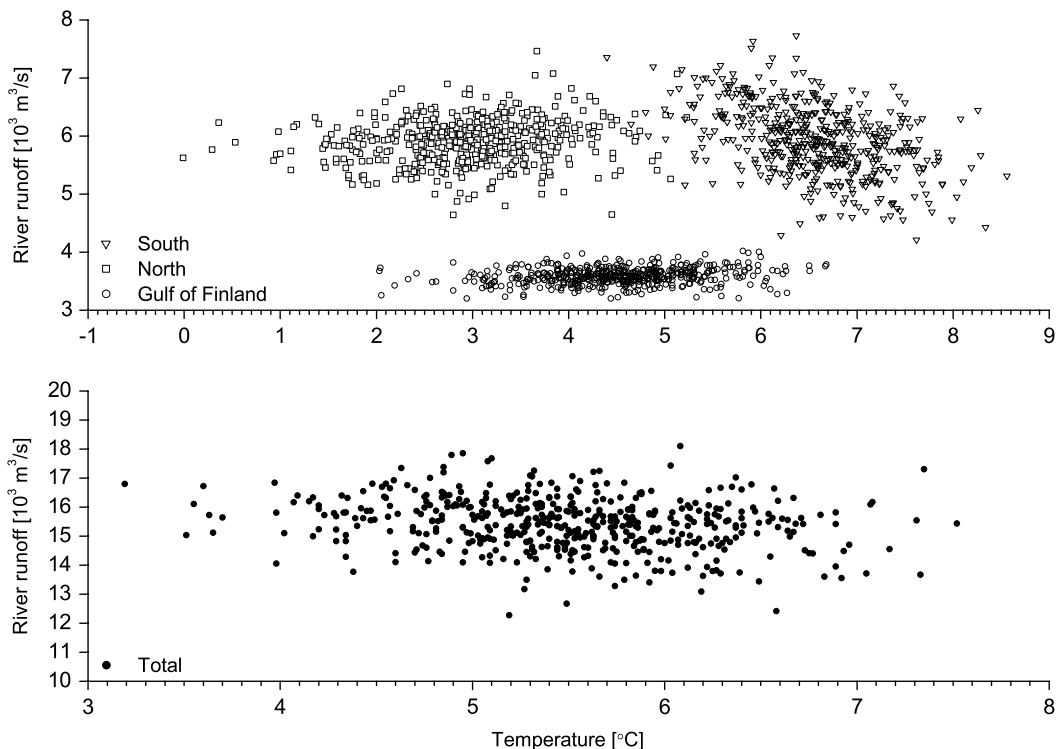 8
7
6
5
4
3
River runoff [10³ m³/s]
South
North
Gulf of Finland
-1 0 1 2 3 4 5 6 7 8 9
20
19
18
17
16
15
14
13
12
11
10
River runoff [10³ m³/s]
Total
3 4 5 6 7 8
Temperature [°C]